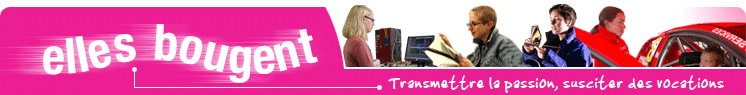 elles bougent
Transmettre la passion, susciter des vocations